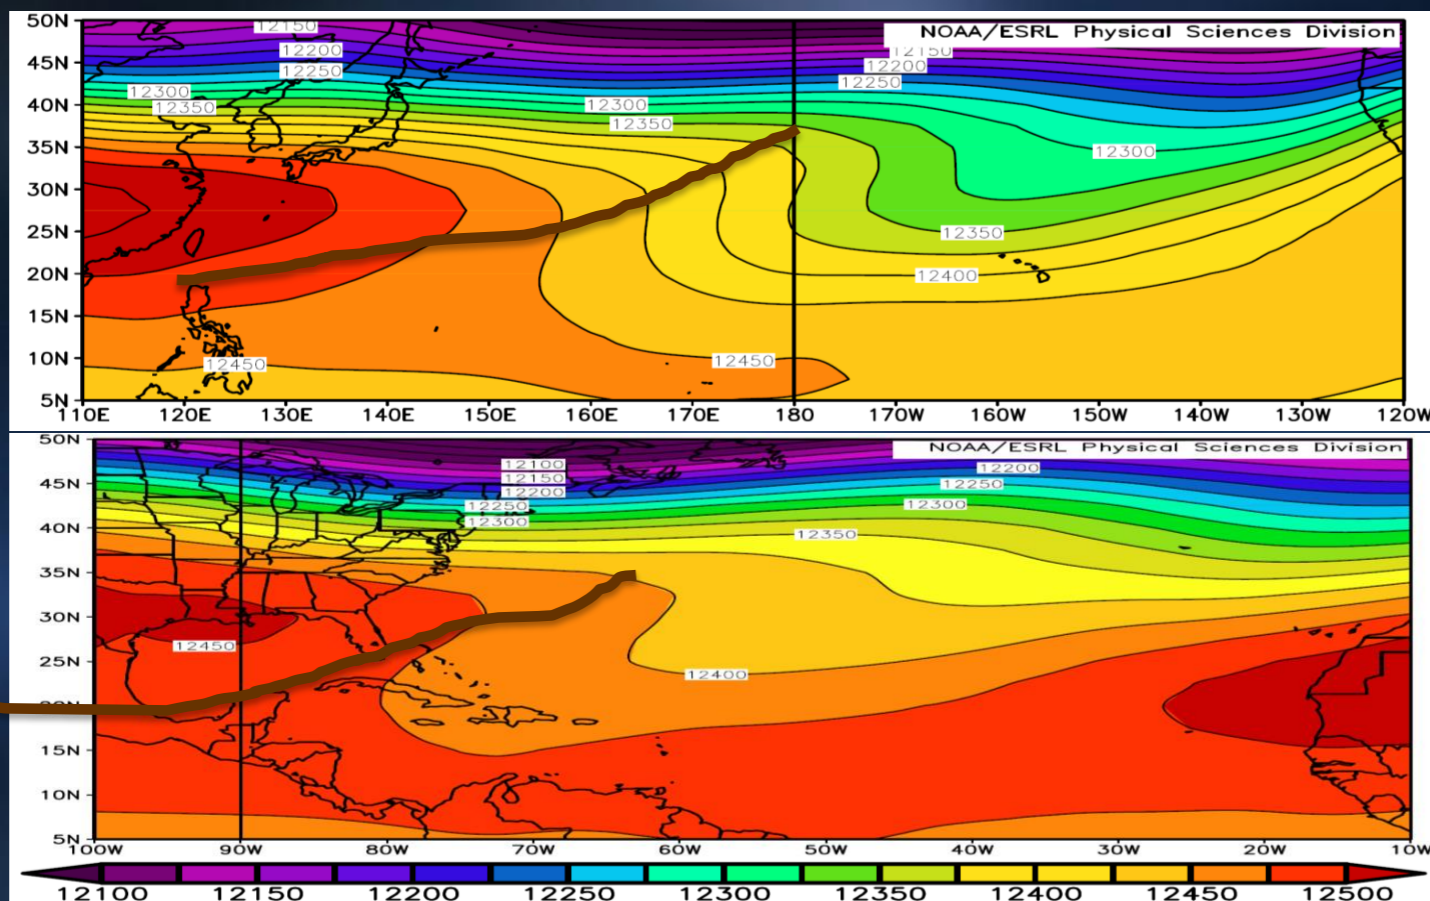 50N
NOAA/ESRL Physical Sciences Division
12150
12150
12200
12200
45N
12250
12250
12300
12300
40N
12350
12350
35N
12300
30N
25N
12350
20N
12400
15N
10N
12450
12450
5N
110E 120E 130E 140E 150E 160E 170E 180 170W 160W 150W 140W 130W 120W
50N
NOAA/ESRL Physical Sciences Division
12100
12200
12150
45N
12250
12200
12250
12300
12300
40N
12350
35N
30N
12450
25N
12400
20N
15N
10N
5N
100W 90W 80W 70W 60W 50W 40W 30W 20W 10W
12100 12150 12200 12250 12300 12350 12400 12450 12500